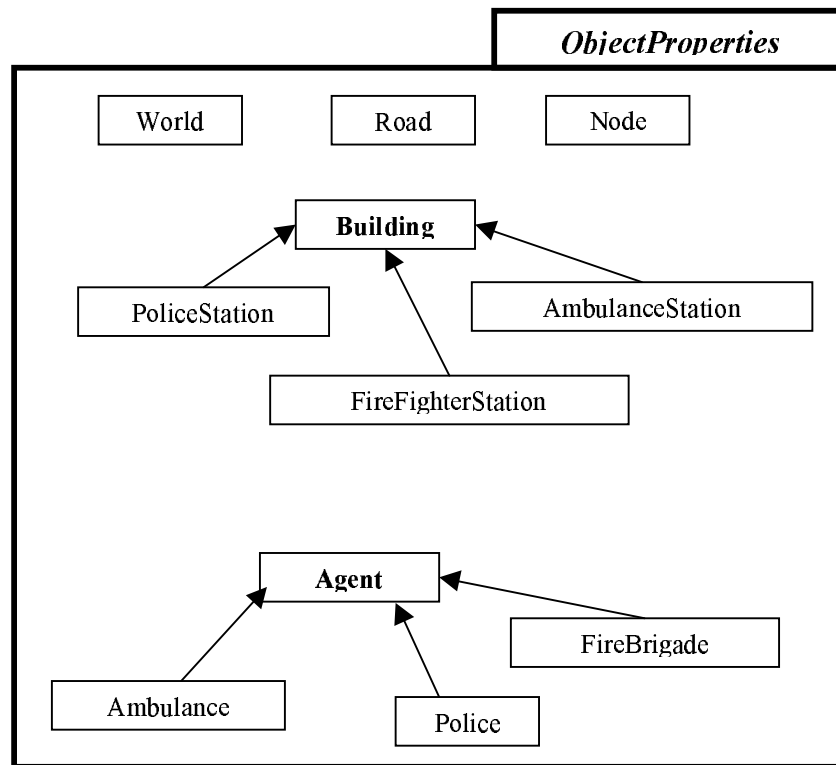 ObjectProperties
World
Road
Node
Building
PoliceStation
AmbulanceStation
FireFighterStation
Agent
FireBrigade
Ambulance
Police